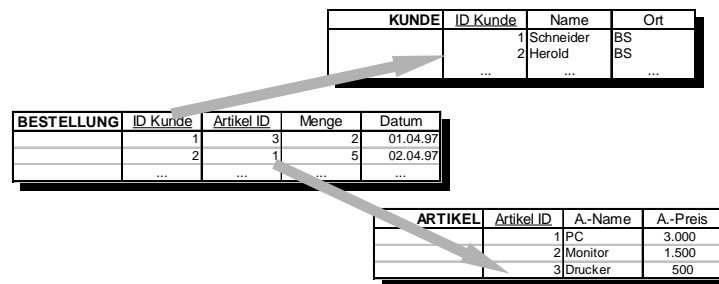 KUNDE ID Kunde Name Ort
1 Schneider BS
2 Herold BS
... ... ...
BESTELLUNG ID Kunde Artikel ID Menge Datum
1 3 2 01.04.97
2 1 5 02.04.97
... ... ... ...
ARTIKEL Artikel ID A.-Name A.-Preis
1 PC 3.000
2 Monitor 1.500
3 Drucker 500